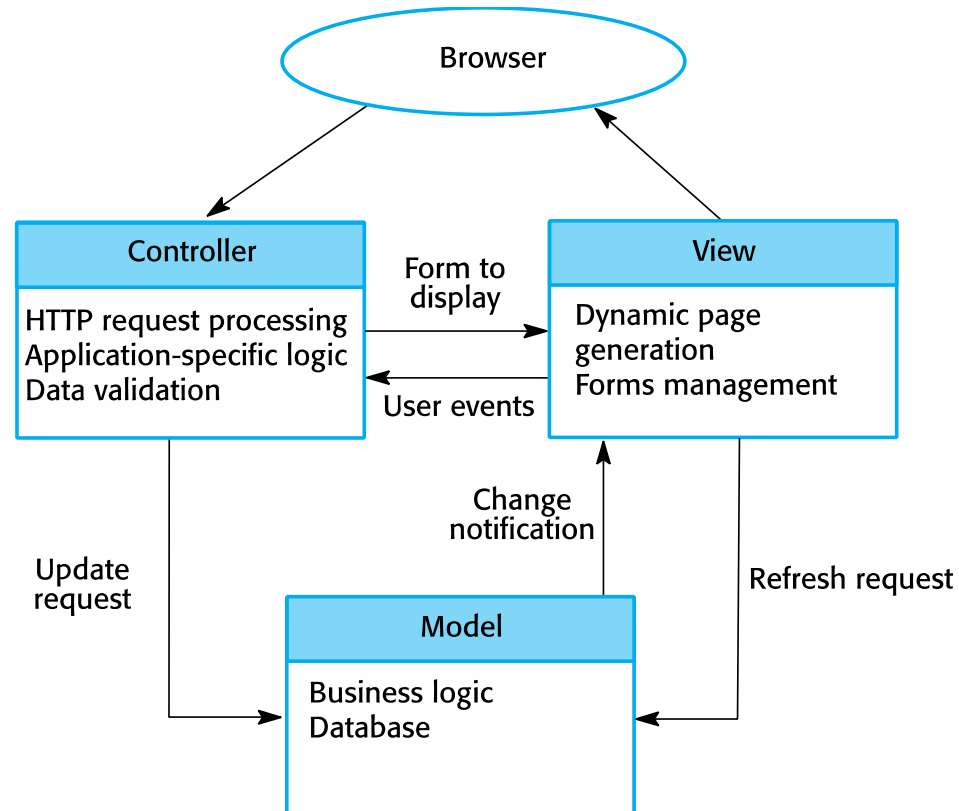 Browser
Controller
HTTP request processing
Application-specific logic
Data validation
Form to
display
User events
View
Dynamic page
generation
Forms management
Change
notification
Update
request
Refresh request
Model
Business logic
Database